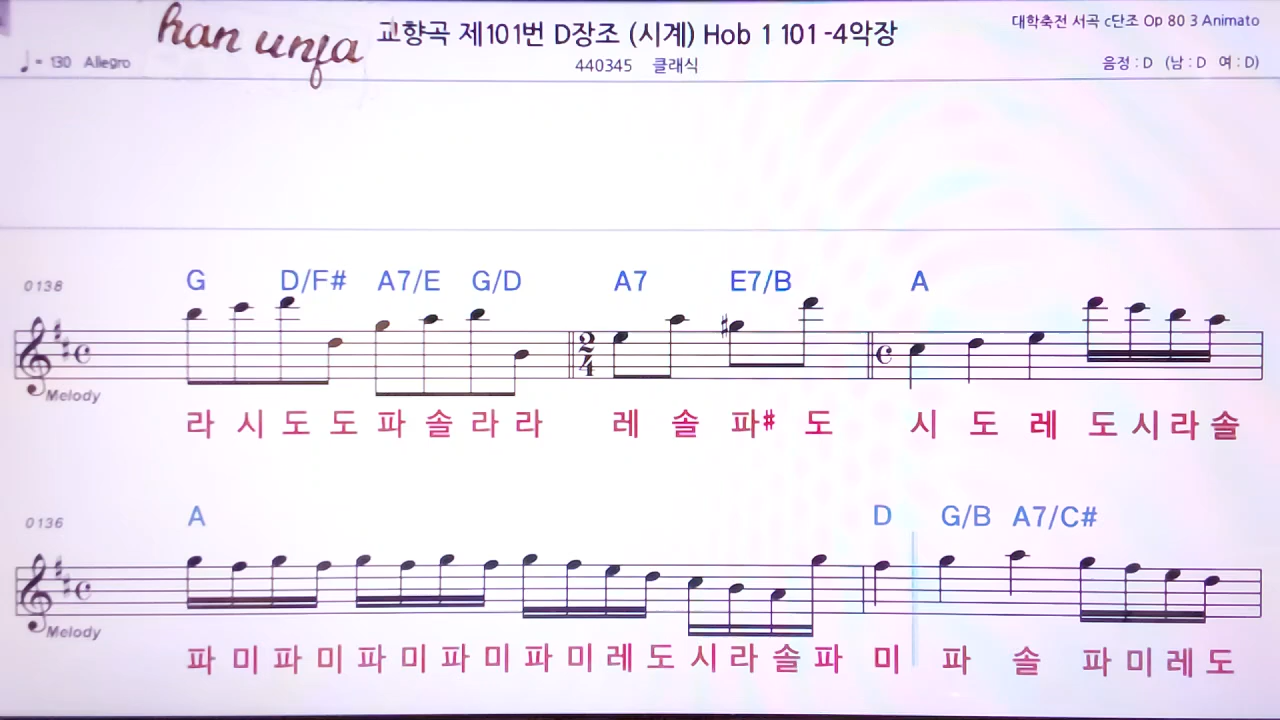 han unfa
교향곡 제101번 D장조 (시계) Hob 1 101 -4악장
대학축전 서곡 c단조 Op 80 3 Animato
♩ = 130 Allegro
440345 클래식
음정 : D (남 : D 여 : D)
0138
G D/F# A7/E G/D A7 E7/B A
2/4
Melody
라 시 도 도 파 솔 라 라 레 솔 파# 도 시 도 레 도 시 라 솔
0136
A D G/B A7/C#
Melody
파 미 파 미 파 미 파 미 파 미 레 도 시 라 솔 파 미 파 솔 파 미 레 도